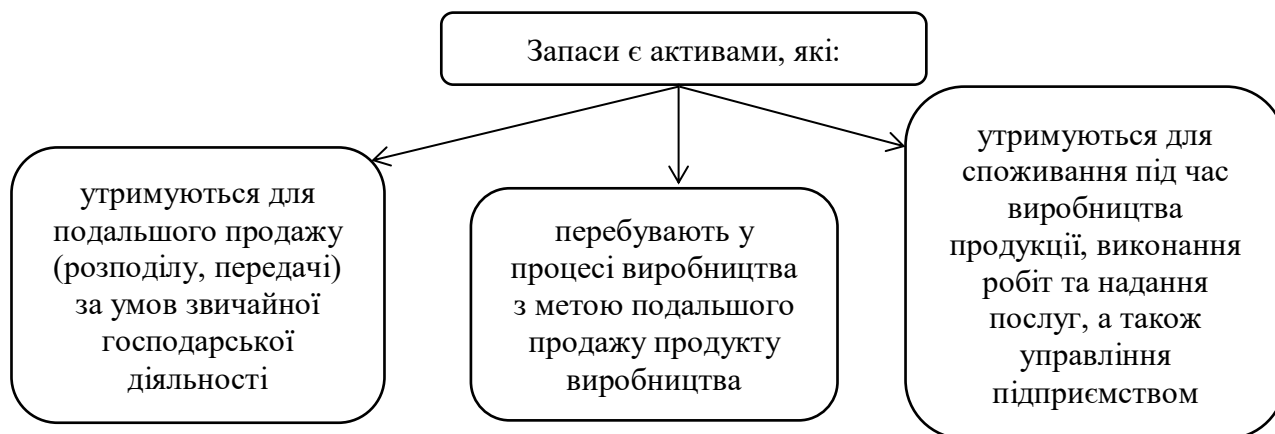 Запаси є активами, які:
утримуються для
подальшого продажу
(розподілу, передачі)
за умов звичайної
господарської
діяльності
перебувають у
процесі виробництва
з метою подальшого
продажу продукту
виробництва
утримуються для
споживання під час
виробництва
продукції, виконання
робіт та надання
послуг, а також
управління
підприємством